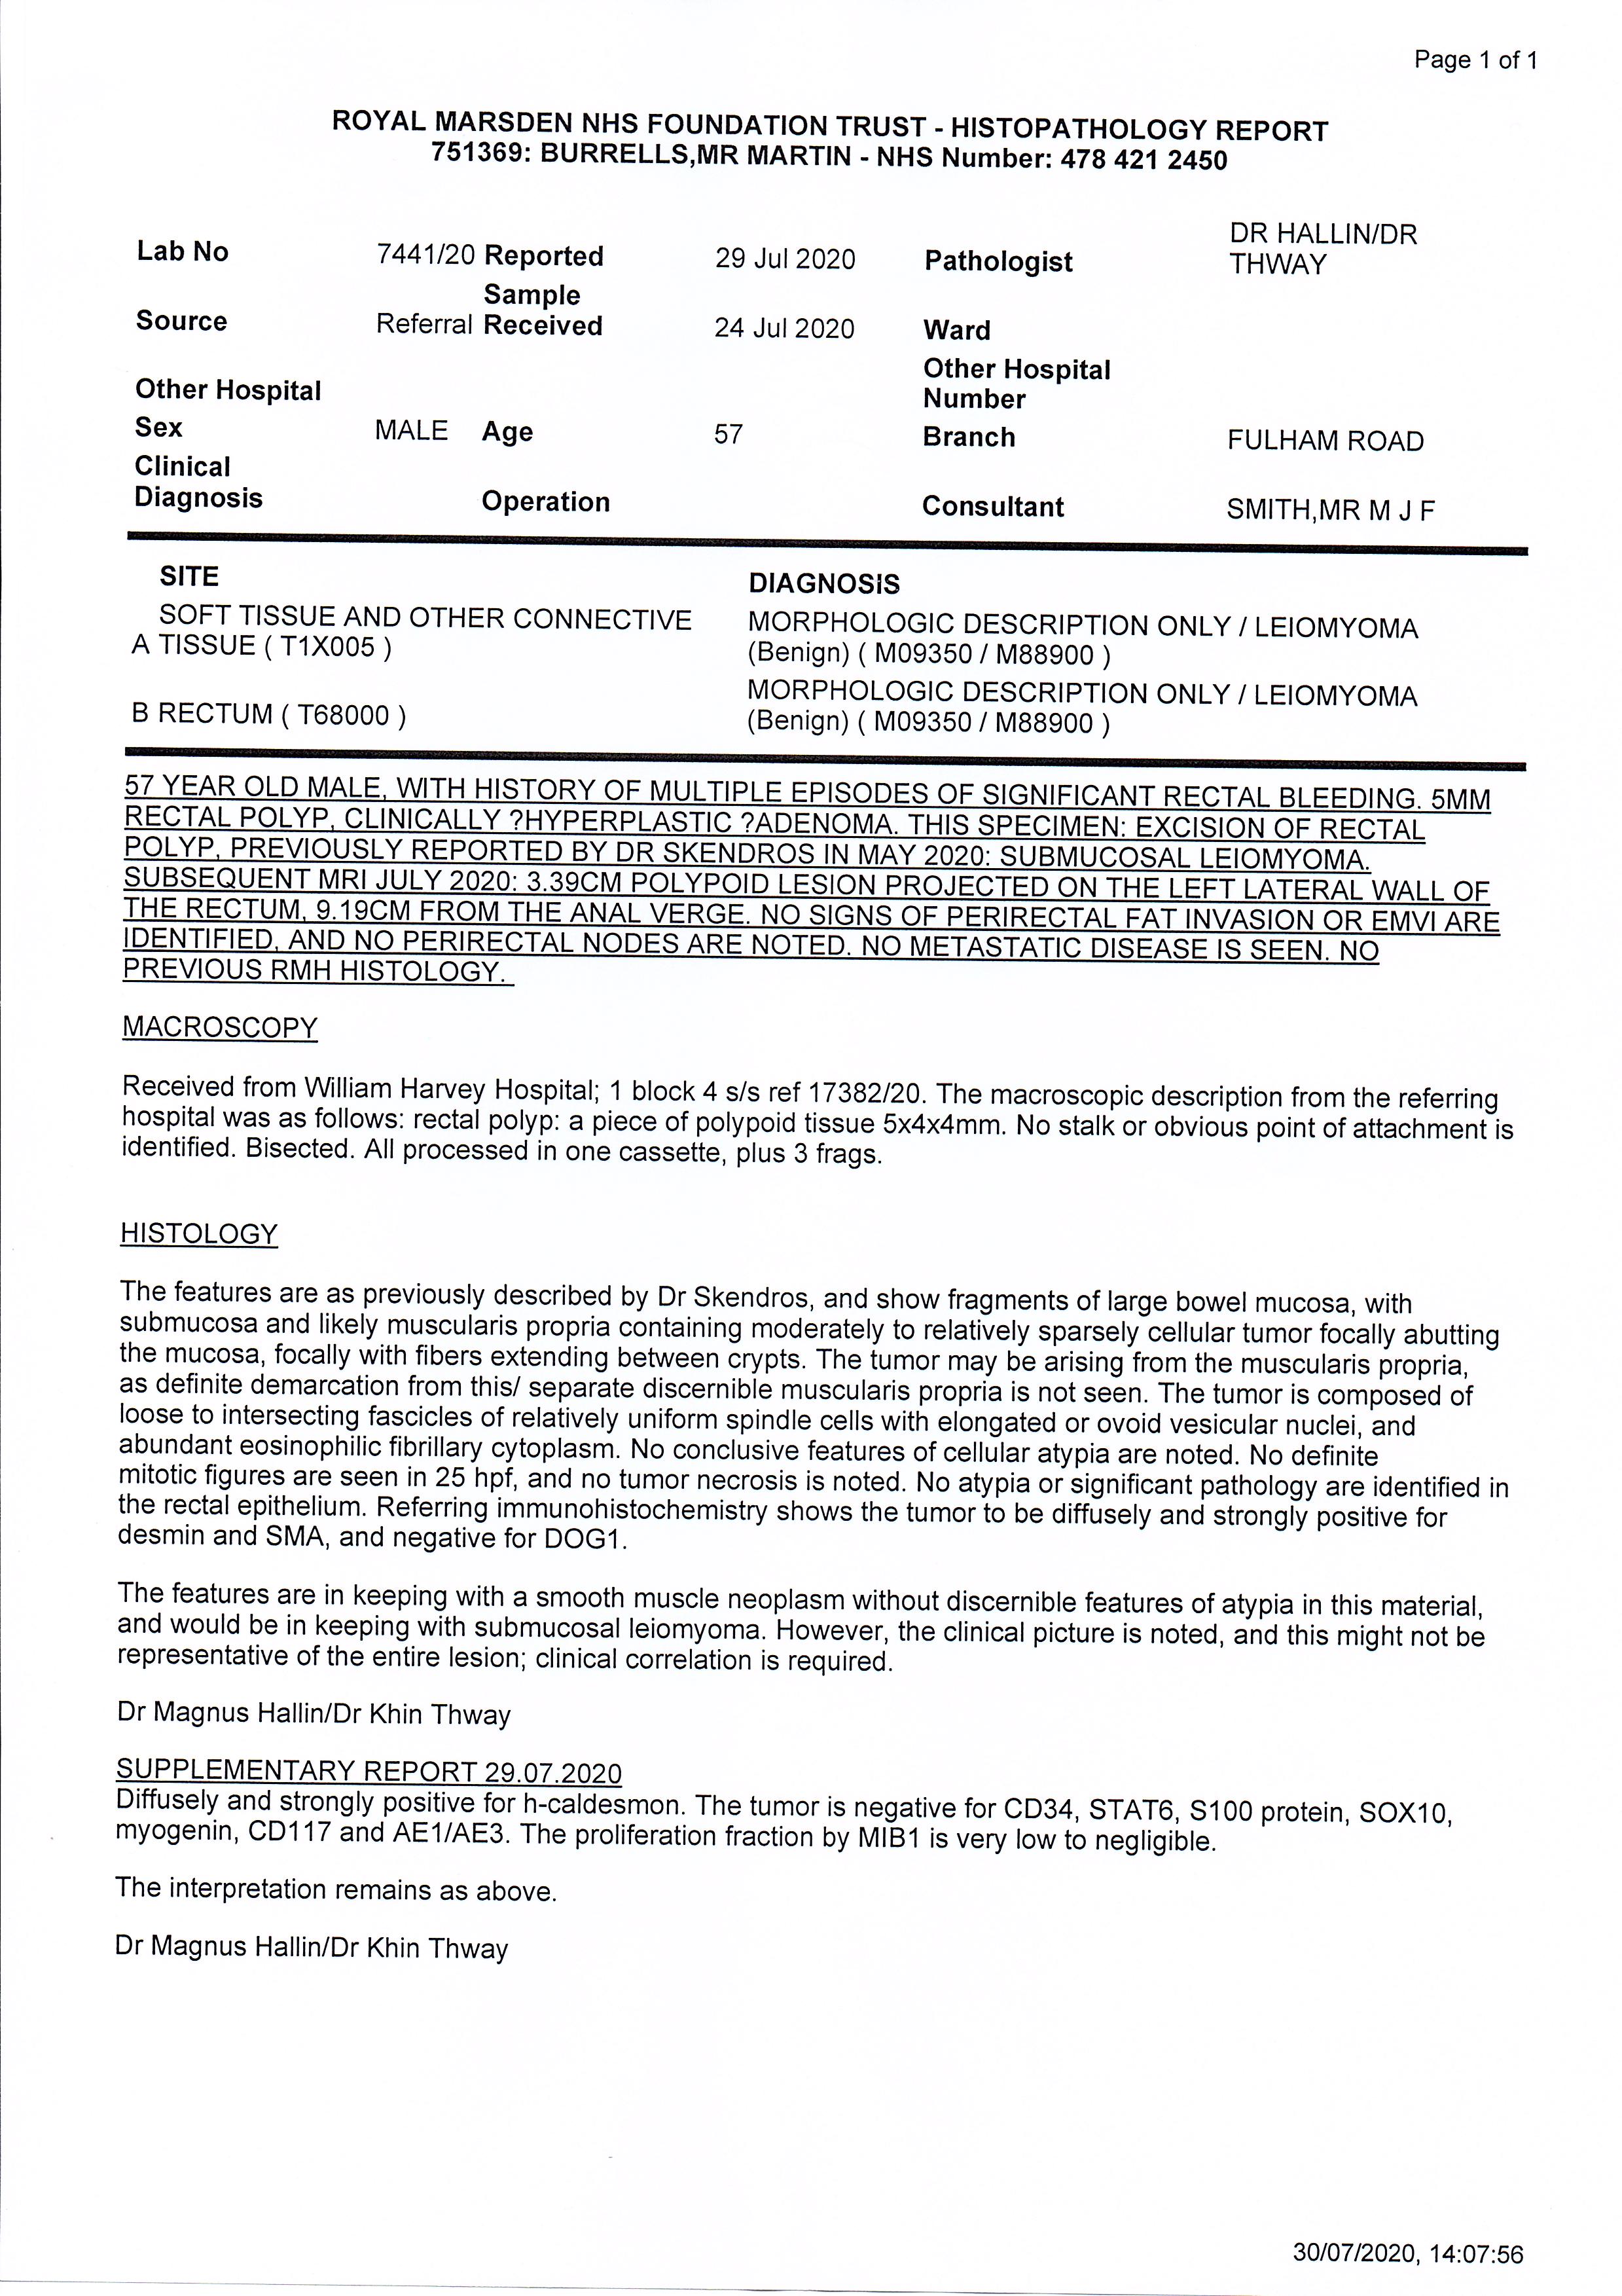 Page 1 of 1
ROYAL MARSDEN NHS FOUNDATION TRUST - HISTOPATHOLOGY REPORT
751369: BURRELLS,MR MARTIN - NHS Number: 478 421 2450
Lab No 7441/20 Reported 29 Jul 2020 Pathologist DR HALLIN/DR THWAY
Source Referral Sample Received 24 Jul 2020 Ward
Other Hospital Other Hospital Number
Sex MALE Age 57 Branch FULHAM ROAD
Clinical Diagnosis Operation Consultant SMITH,MR M J F
SITE DIAGNOSIS
SOFT TISSUE AND OTHER CONNECTIVE MORPHOLOGIC DESCRIPTION ONLY / LEIOMYOMA
A TISSUE ( T1X005 ) (Benign) ( M09350 / M88900 )
MORPHOLOGIC DESCRIPTION ONLY / LEIOMYOMA
B RECTUM ( T68000 ) (Benign) ( M09350 / M88900 )
57 YEAR OLD MALE, WITH HISTORY OF MULTIPLE EPISODES OF SIGNIFICANT RECTAL BLEEDING. 5MM
RECTAL POLYP, CLINICALLY ?HYPERPLASTIC ?ADENOMA. THIS SPECIMEN: EXCISION OF RECTAL
POLYP, PREVIOUSLY REPORTED BY DR SKENDROS IN MAY 2020: SUBMUCOSAL LEIOMYOMA.
SUBSEQUENT MRI JULY 2020: 3.39CM POLYPOID LESION PROJECTED ON THE LEFT LATERAL WALL OF
THE RECTUM, 9.19CM FROM THE ANAL VERGE. NO SIGNS OF PERIRECTAL FAT INVASION OR EMVI ARE
IDENTIFIED, AND NO PERIRECTAL NODES ARE NOTED. NO METASTATIC DISEASE IS SEEN. NO
PREVIOUS RMH HISTOLOGY.
MACROSCOPY
Received from William Harvey Hospital; 1 block 4 s/s ref 17382/20. The macroscopic description from the referring
hospital was as follows: rectal polyp: a piece of polypoid tissue 5x4x4mm. No stalk or obvious point of attachment is
identified. Bisected. All processed in one cassette, plus 3 frags.
HISTOLOGY
The features are as previously described by Dr Skendros, and show fragments of large bowel mucosa, with
submucosa and likely muscularis propria containing moderately to relatively sparsely cellular tumor focally abutting
the mucosa, focally with fibers extending between crypts. The tumor may be arising from the muscularis propria,
as definite demarcation from this/ separate discernible muscularis propria is not seen. The tumor is composed of
loose to intersecting fascicles of relatively uniform spindle cells with elongated or ovoid vesicular nuclei, and
abundant eosinophilic fibrillary cytoplasm. No conclusive features of cellular atypia are noted. No definite
mitotic figures are seen in 25 hpf, and no tumor necrosis is noted. No atypia or significant pathology are identified in
the rectal epithelium. Referring immunohistochemistry shows the tumor to be diffusely and strongly positive for
desmin and SMA, and negative for DOG1.
The features are in keeping with a smooth muscle neoplasm without discernible features of atypia in this material,
and would be in keeping with submucosal leiomyoma. However, the clinical picture is noted, and this might not be
representative of the entire lesion; clinical correlation is required.
Dr Magnus Hallin/Dr Khin Thway
SUPPLEMENTARY REPORT 29.07.2020
Diffusely and strongly positive for h-caldesmon. The tumor is negative for CD34, STAT6, S100 protein, SOX10,
myogenin, CD117 and AE1/AE3. The proliferation fraction by MIB1 is very low to negligible.
The interpretation remains as above.
Dr Magnus Hallin/Dr Khin Thway
30/07/2020, 14:07:56